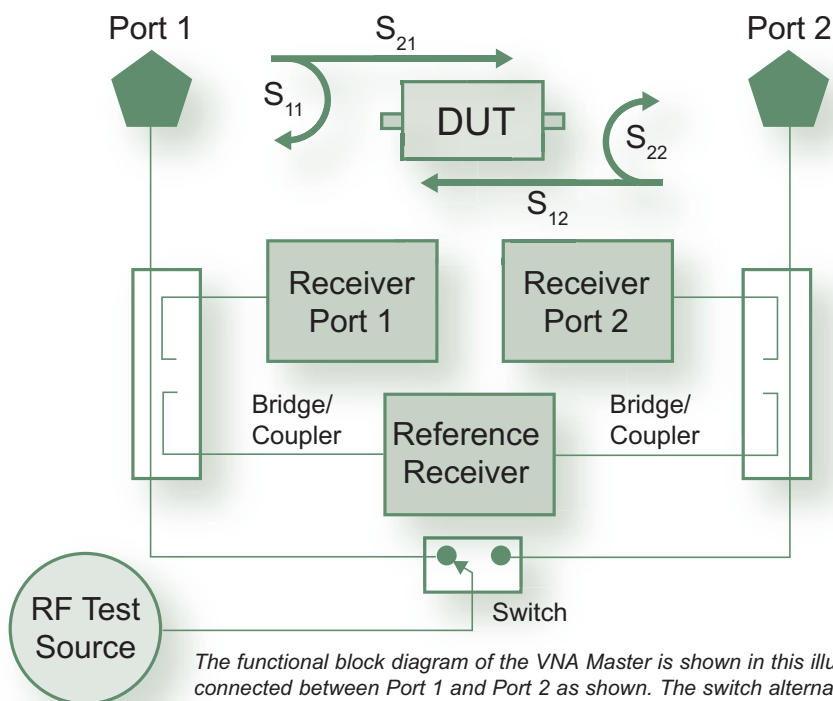 Port 1
Port 2
S21
S11
DUT
S22
S12
Receiver
Port 1
Receiver
Port 2
Bridge/
Coupler
Bridge/
Coupler
Reference
Receiver
Switch
RF Test
Source
The functional block diagram of the VNA Master is shown in this illu
connected between Port 1 and Port 2 as shown. The switch alterna